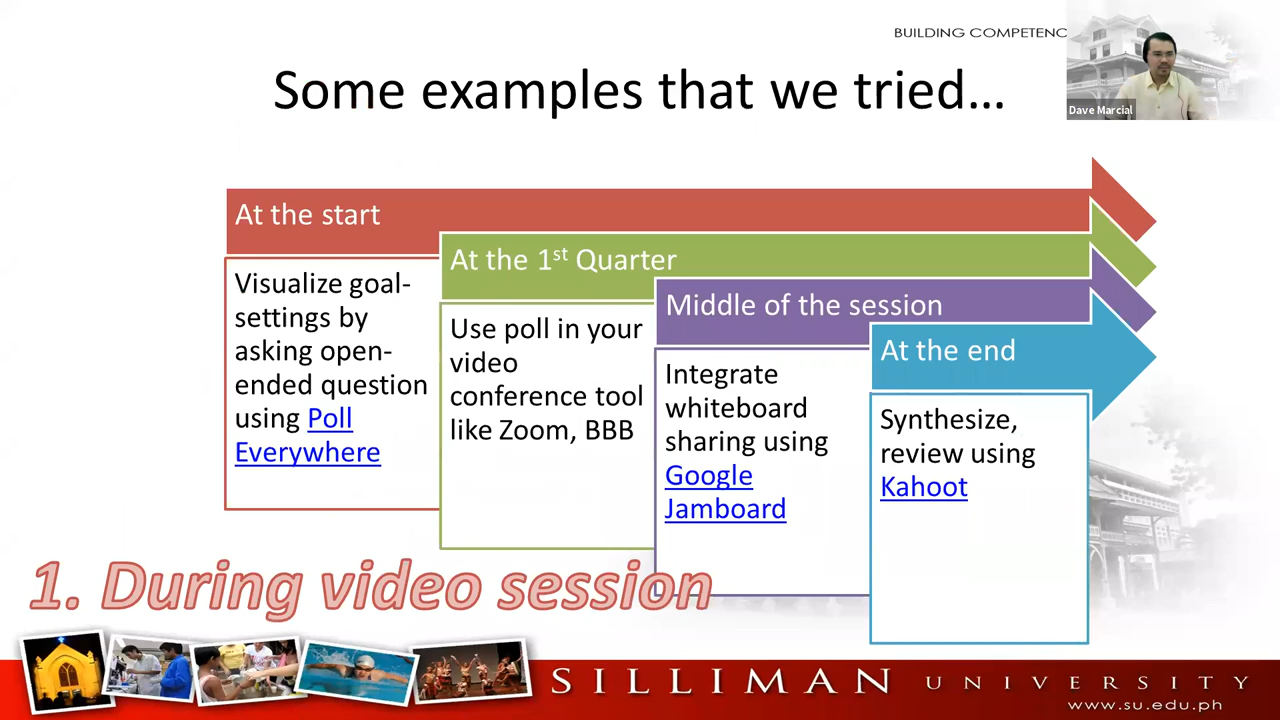 BUILDING COMPETENC
Some examples that we tried…
Dave Marcial
At the start
Visualize goal-
settings by
asking open-
ended question
using Poll
Everywhere
At the 1st Quarter
Use poll in your
video
conference tool
like Zoom, BBB
Middle of the session
Integrate
whiteboard
sharing using
Google
Jamboard
At the end
Synthesize,
review using
Kahoot
1. During video session
SILLIMAN UNIVERSITY
www.su.edu.ph